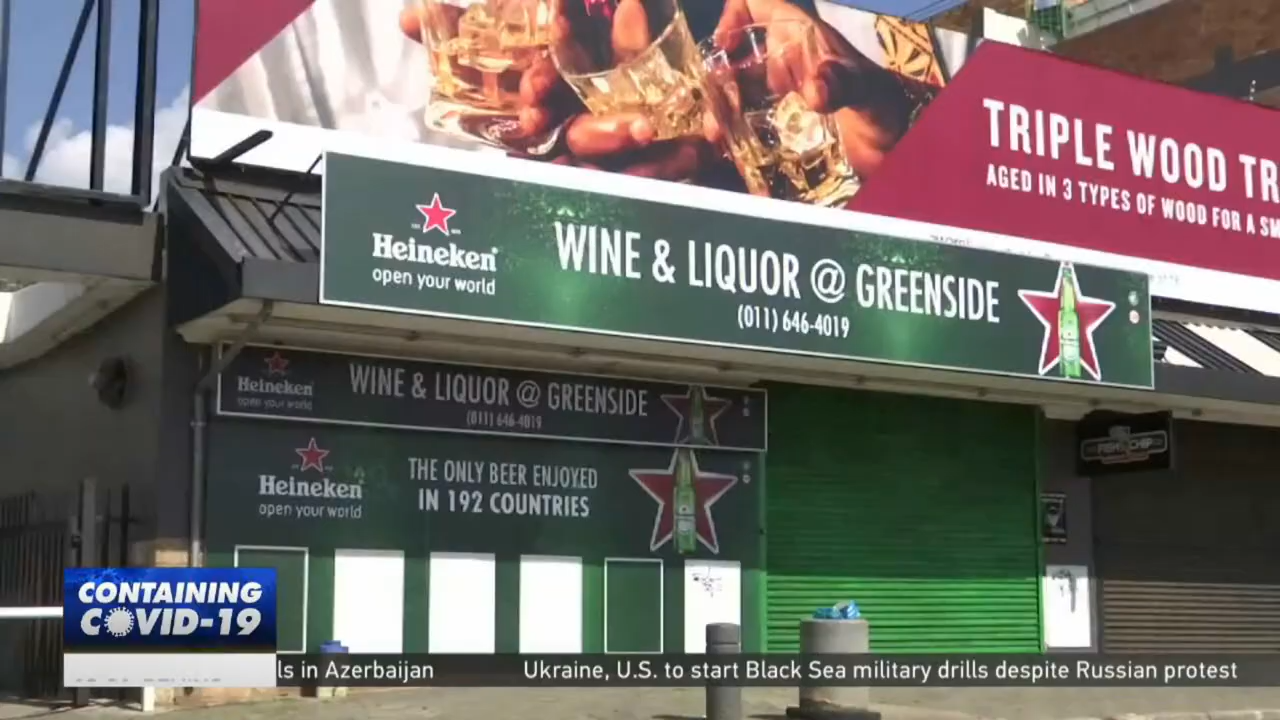 TRIPLE WOOD TR
AGED IN 3 TYPES OF WOOD FOR A SM
Heineken
open your world
WINE & LIQUOR @ GREENSIDE
(011) 646-4019
Heineken
open your world
WINE & LIQUOR @ GREENSIDE
(011) 646-4019
Heineken
open your world
THE ONLY BEER ENJOYED
IN 192 COUNTRIES
FISH & CHIP
CONTAINING
COVID-19
ls in Azerbaijan
Ukraine, U.S. to start Black Sea military drills despite Russian protest